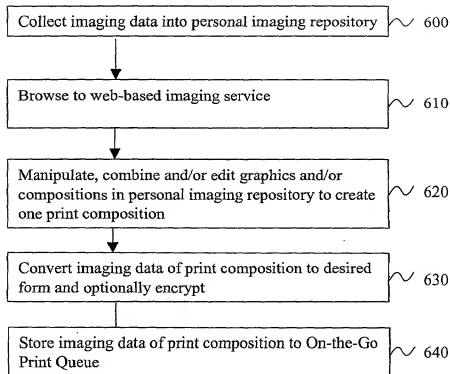 Collect imaging data into personal imaging repository 600
Browse to web-based imaging service 610
Manipulate, combine and/or edit graphics and/or
compositions in personal imaging repository to create 620
one print composition
Convert imaging data of print composition to desired 630
form and optionally encrypt
Store imaging data of print composition to On-the-Go 640
Print Queue